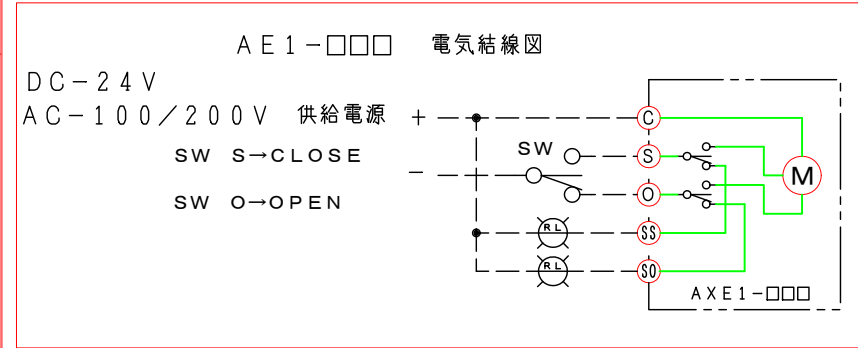 AE1-□□□ 電気結線図
DC-24V
AC-100/200V 供給電源 +
-
SW S→CLOSE
SW O→OPEN
SW
C
S
O
M
RL
SS
RL
SO
AXE1-□□□